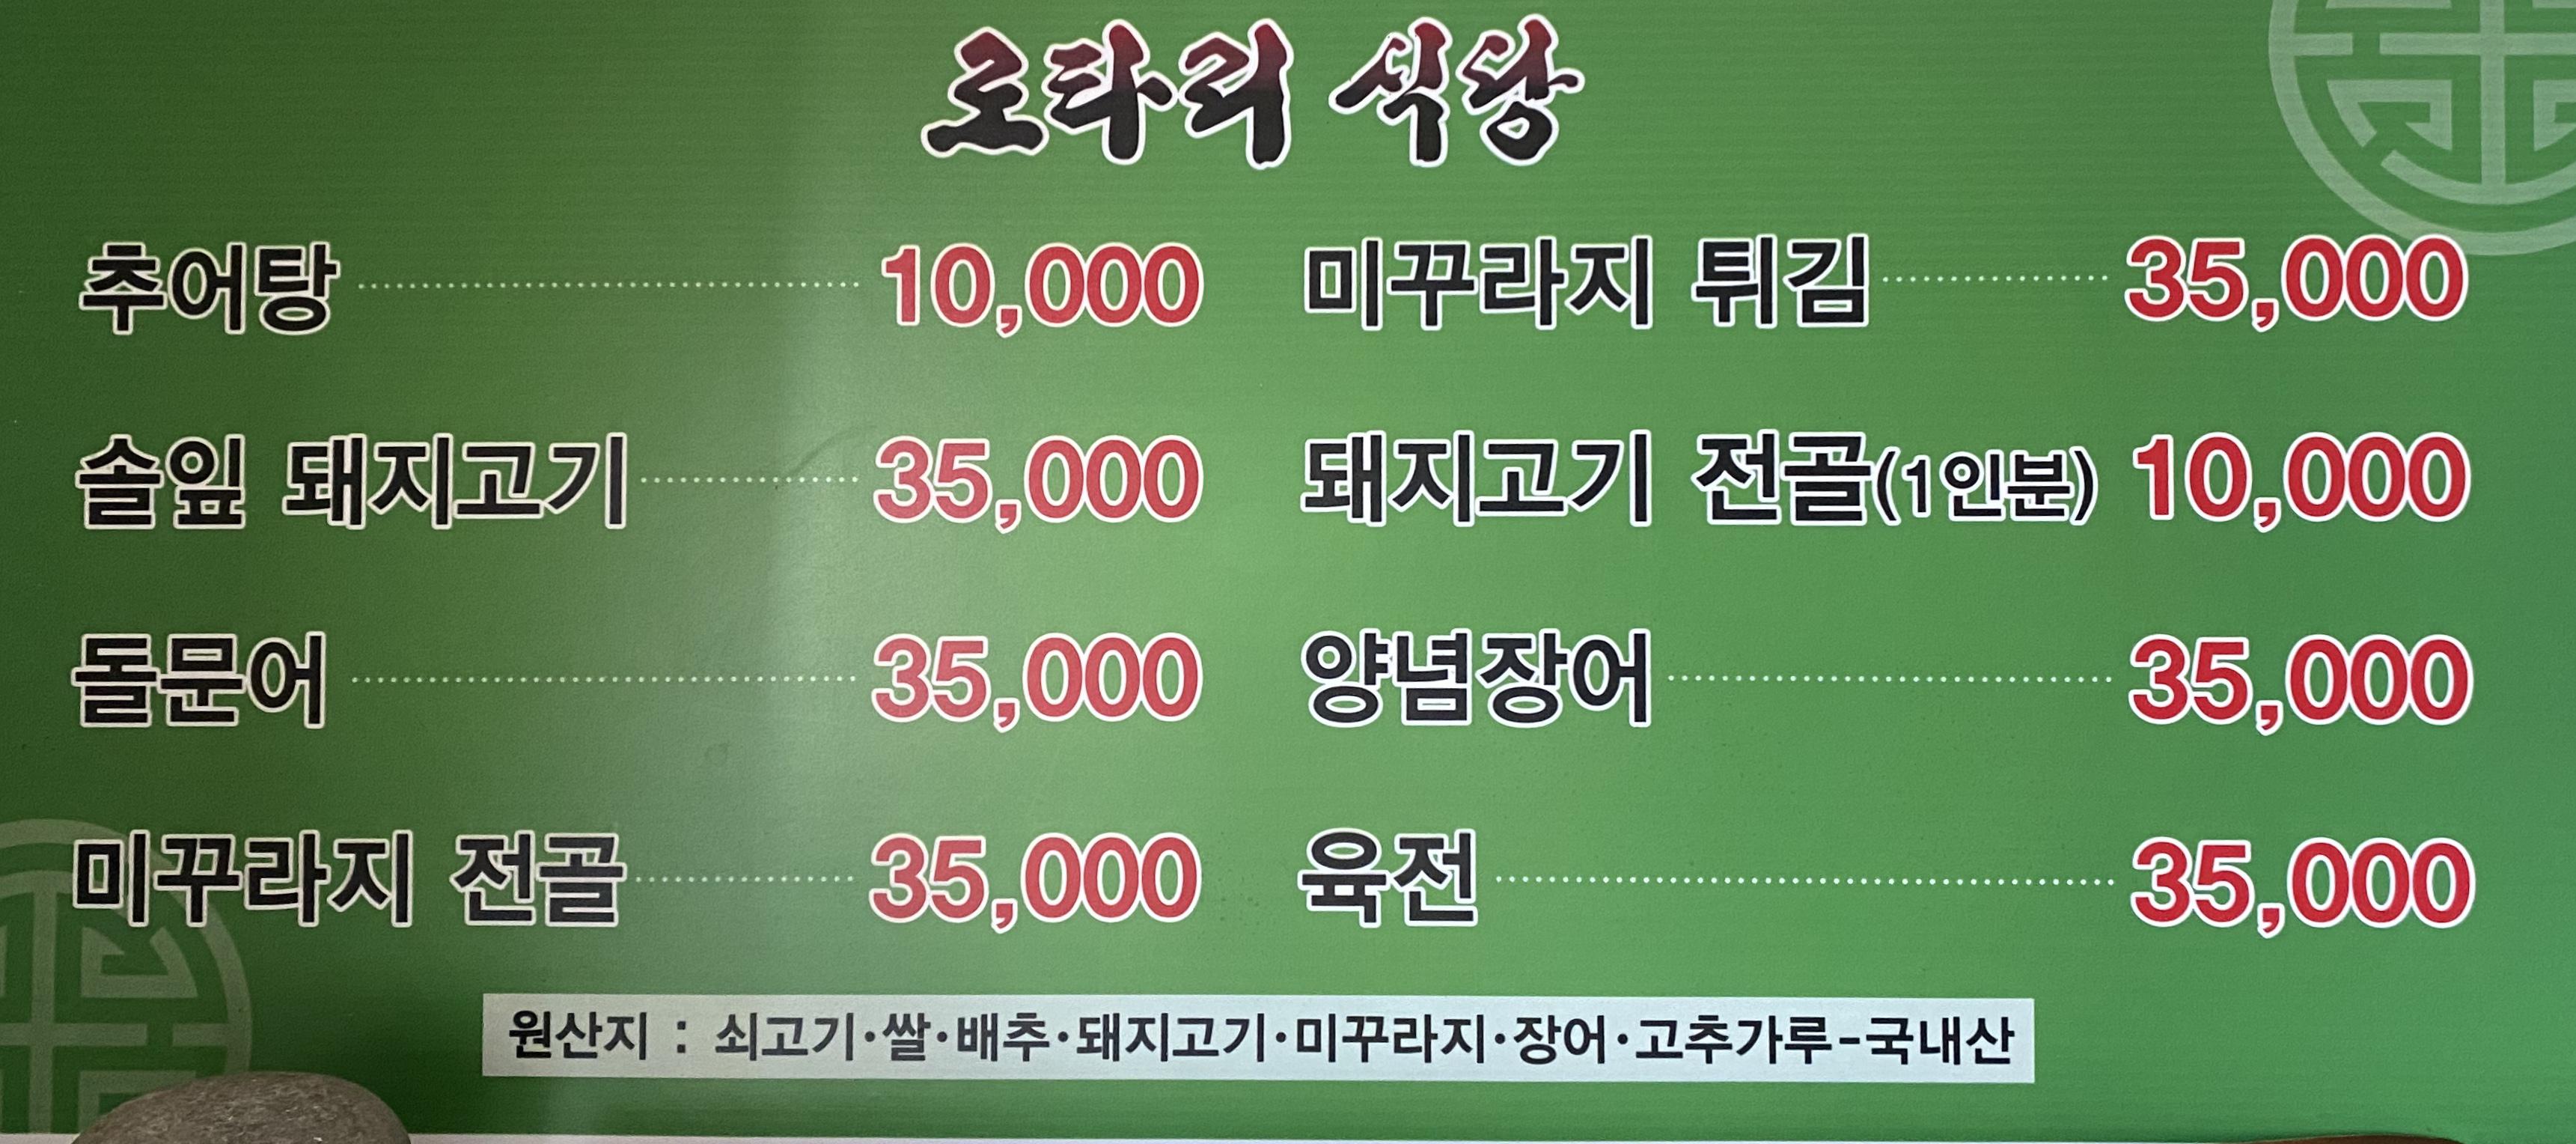 로타리 식당
추어탕 10,000
솔잎 돼지고기 35,000
돌문어 35,000
미꾸라지 전골 35,000
미꾸라지 튀김 35,000
돼지고기 전골(1인분) 10,000
양념장어 35,000
육전 35,000
원산지 : 쇠고기·쌀·배추·돼지고기·미꾸라지·장어·고추가루-국내산